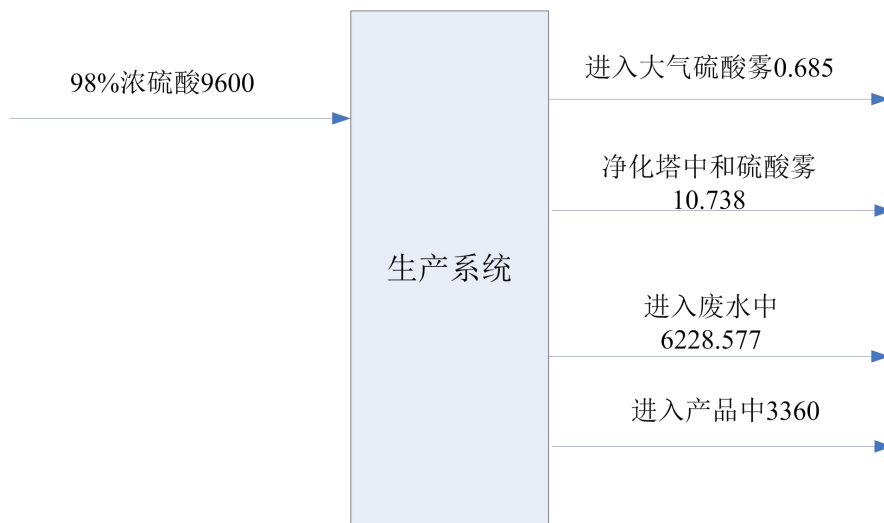 98%浓硫酸9600
进入大气硫酸雾0.685
净化塔中和硫酸雾
10.738
生产系统
进入废水中
6228.577
进入产品中3360